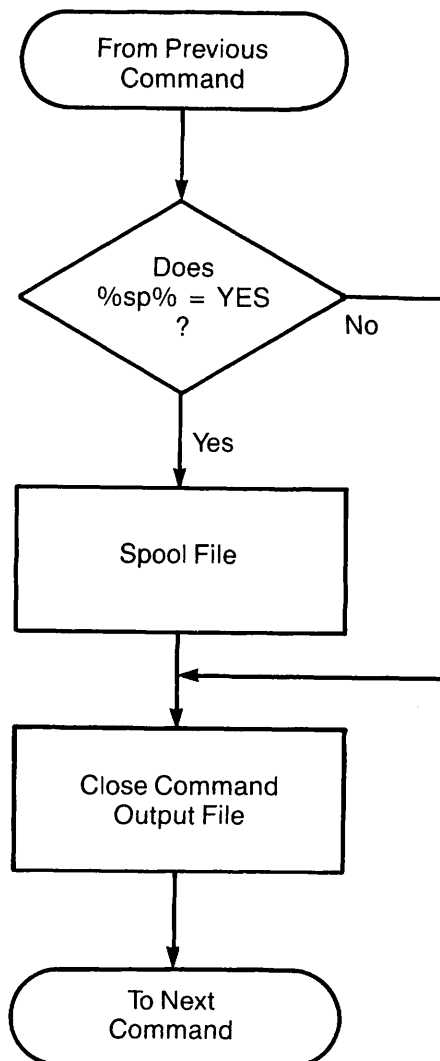 From Previous
Command
Does
%sp% = YES
?
No
Yes
Spool File
Close Command
Output File
To Next
Command